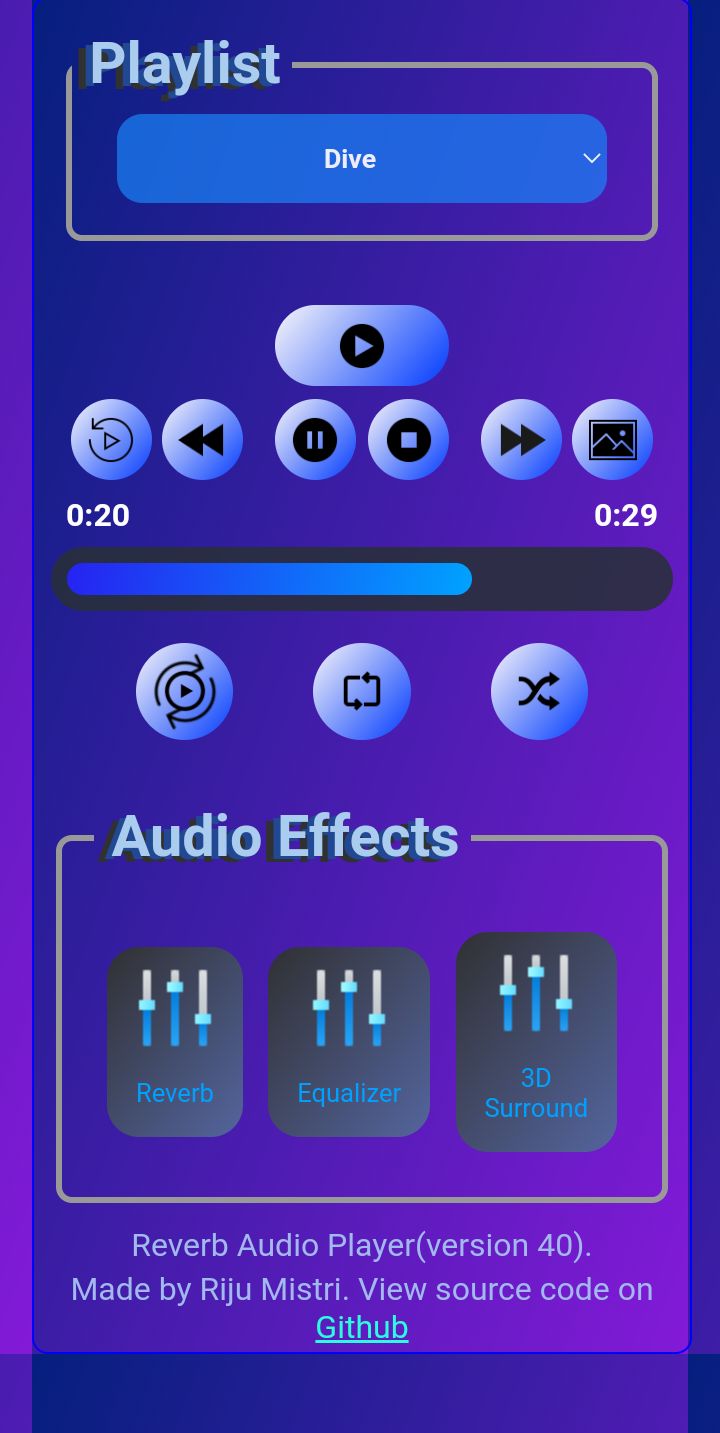 Playlist
Dive
0:20 0:29
Audio Effects
Reverb
Equalizer
3D
Surround
Reverb Audio Player(version 40).
Made by Riju Mistri. View source code on
Github